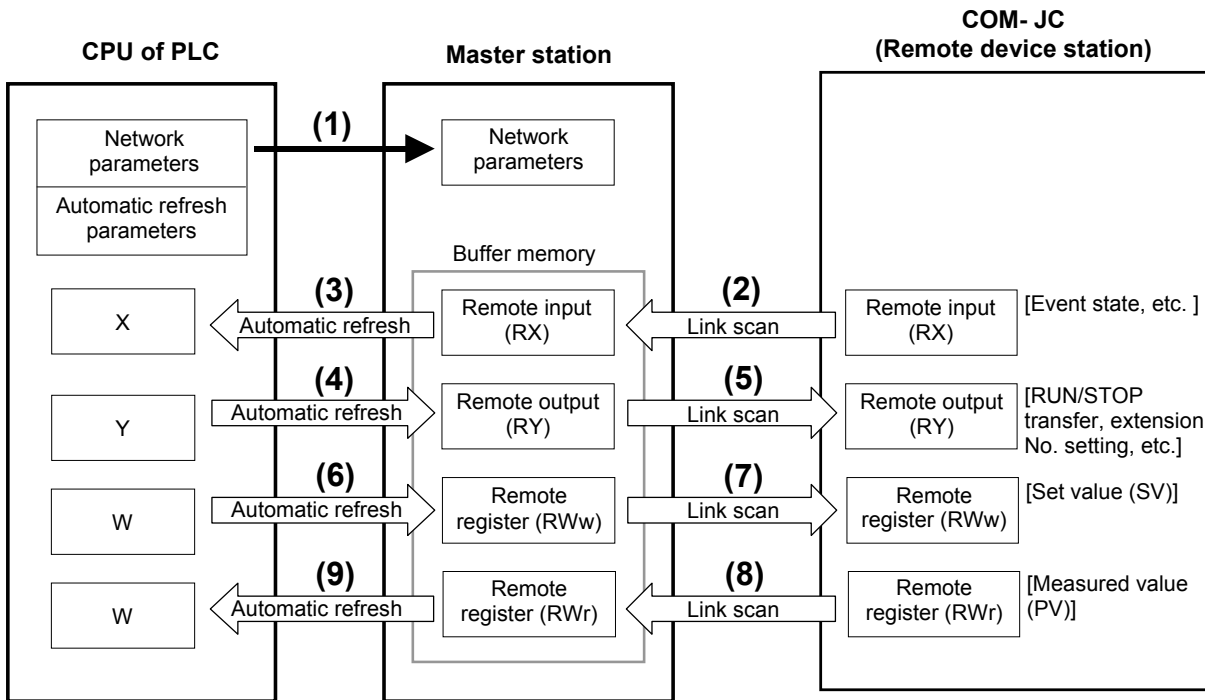 COM- JC
(Remote device station)
CPU of PLC
Master station
Network
parameters
Automatic refresh
parameters
(1)
Network
parameters
Buffer memory
X
(3)
Automatic refresh
Remote input
(RX)
(2)
Link scan
Remote input
(RX)
[Event state, etc. ]
Y
(4)
Automatic refresh
Remote output
(RY)
(5)
Link scan
Remote output
(RY)
[RUN/STOP
transfer, extension
No. setting, etc.]
W
(6)
Automatic refresh
Remote
register (RWw)
(7)
Link scan
Remote
register (RWw)
[Set value (SV)]
W
(9)
Automatic refresh
Remote
register (RWr)
(8)
Link scan
Remote
register (RWr)
[Measured value
(PV)]